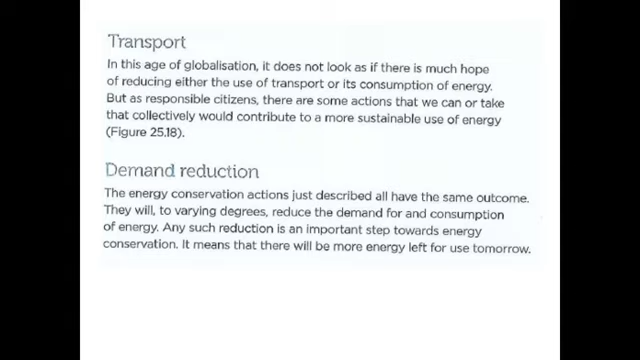 Transport
In this age of globalisation, it does not look as if there is much hope
of reducing either the use of transport or its consumption of energy.
But as responsible citizens, there are some actions that we can or take
that collectively would contribute to a more sustainable use of energy
(Figure 25.18).
Demand reduction
The energy conservation actions just described all have the same outcome.
They will, to varying degrees, reduce the demand for and consumption
of energy. Any such reduction is an important step towards energy
conservation. It means that there will be more energy left for use tomorrow.